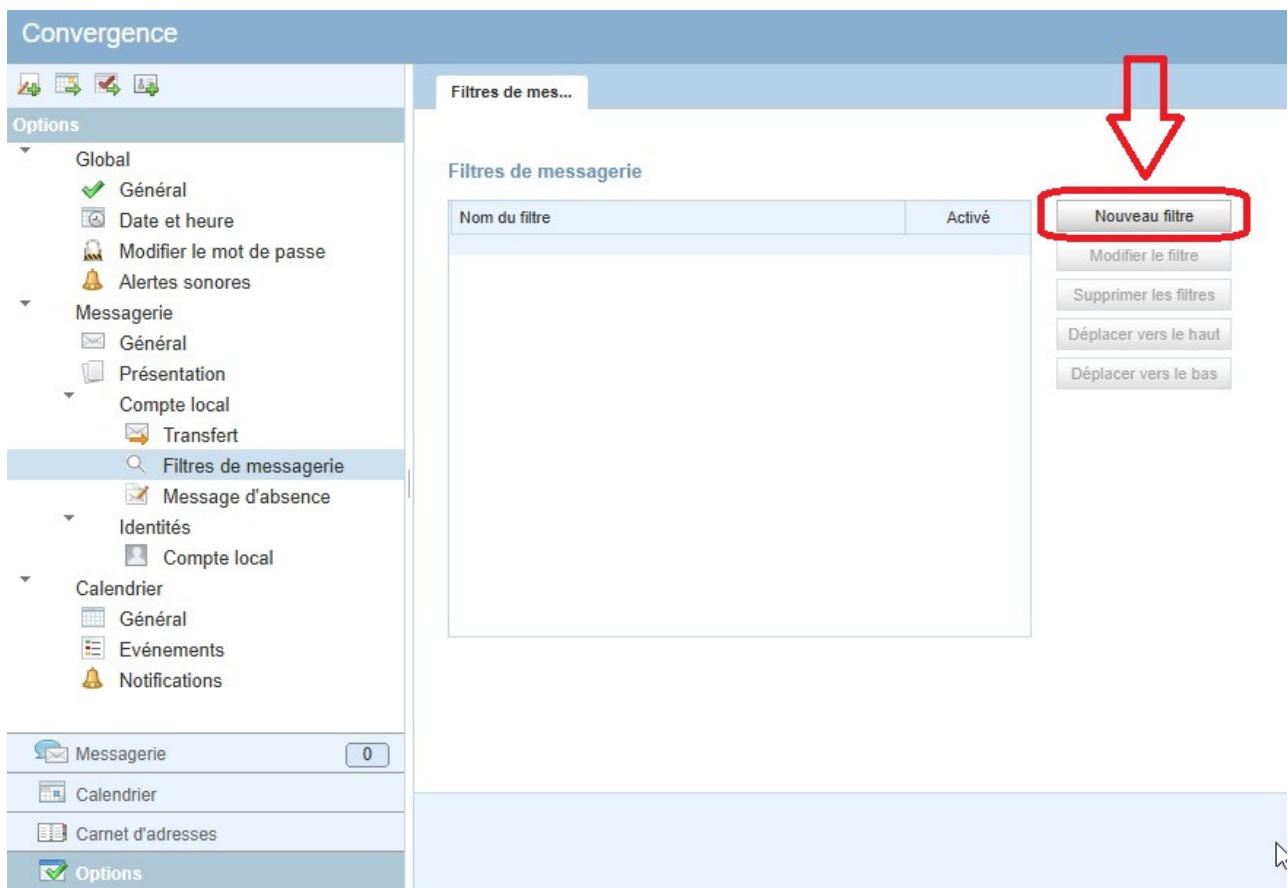 Convergence
Options
Global
Général
Date et heure
Modifier le mot de passe
Alertes sonores
Messagerie
Général
Présentation
Compte local
Transfert
Filtres de messagerie
Message d'absence
Identités
Compte local
Calendrier
Général
Evénements
Notifications
Messagerie 0
Calendrier
Carnet d'adresses
Options
Filtres de mes...
Filtres de messagerie
Nom du filtre Activé
Nouveau filtre
Modifier le filtre
Supprimer les filtres
Déplacer vers le haut
Déplacer vers le bas